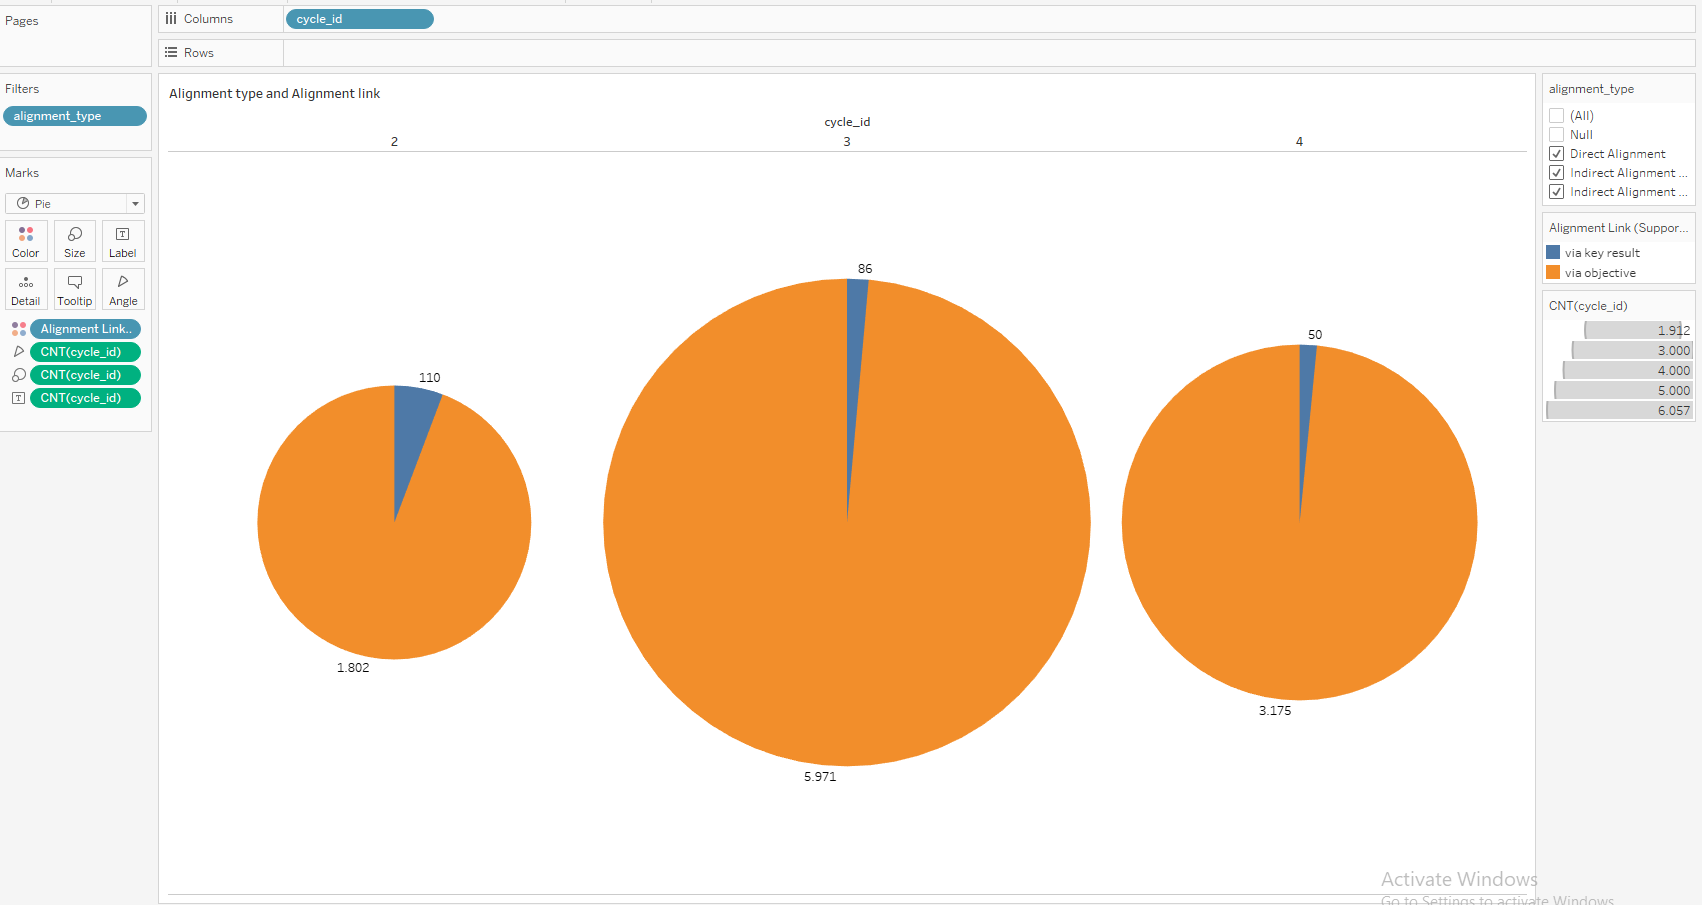 Pages
Columns
cycle_id
Rows
Filters
alignment_type
Marks
Pie
Color
Size
Label
Detail
Tooltip
Angle
Alignment Link..
CNT(cycle_id)
CNT(cycle_id)
CNT(cycle_id)
Alignment type and Alignment link
cycle_id
2
3
4
110
1.802
86
5.971
50
3.175
alignment_type
(All)
Null
Direct Alignment
Indirect Alignment ...
Indirect Alignment ...
Alignment Link (Suppor...
via key result
via objective
CNT(cycle_id)
1.912
3.000
4.000
5.000
6.057
Activate Windows
Go to Settings to activate Windows.